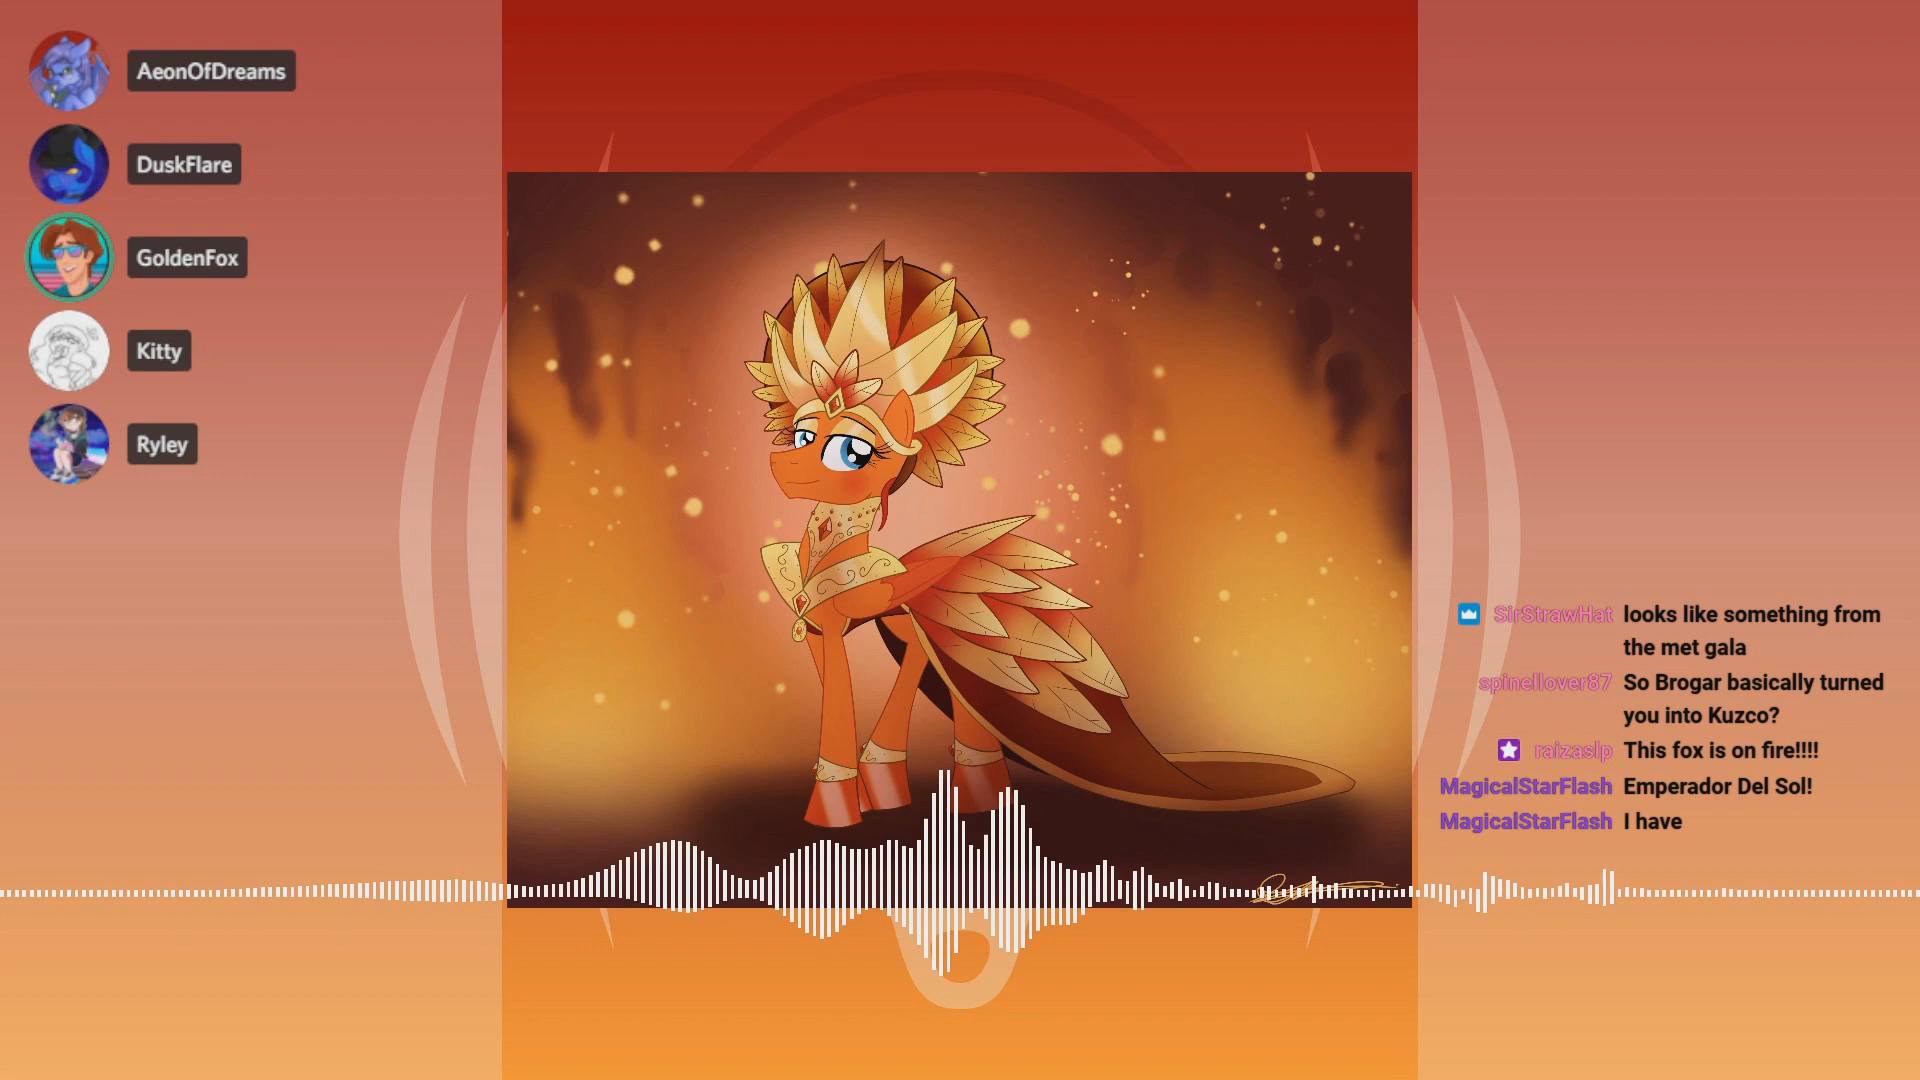 AeonOfDreams
DuskFlare
GoldenFox
Kitty
Ryley
SirStrawHat looks like something from
the met gala
spinellover87 So Brogar basically turned
you into Kuzco?
raizaslp This fox is on fire!!!!
MagicalStarFlash Emperador Del Sol!
MagicalStarFlash I have